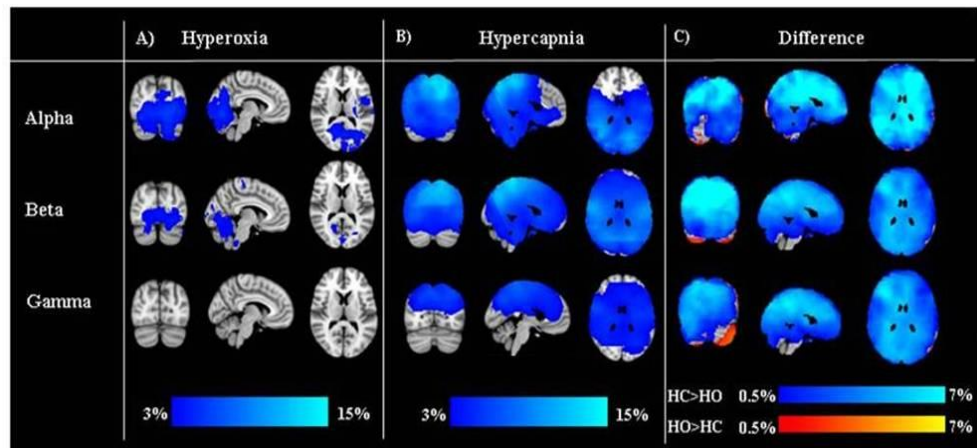 A) Hyperoxia B) Hypercapnia C) Difference
Alpha
Beta
Gamma
3% 15% 3% 15% HC>HO 0.5% 7%
HO>HC 0.5% 7%